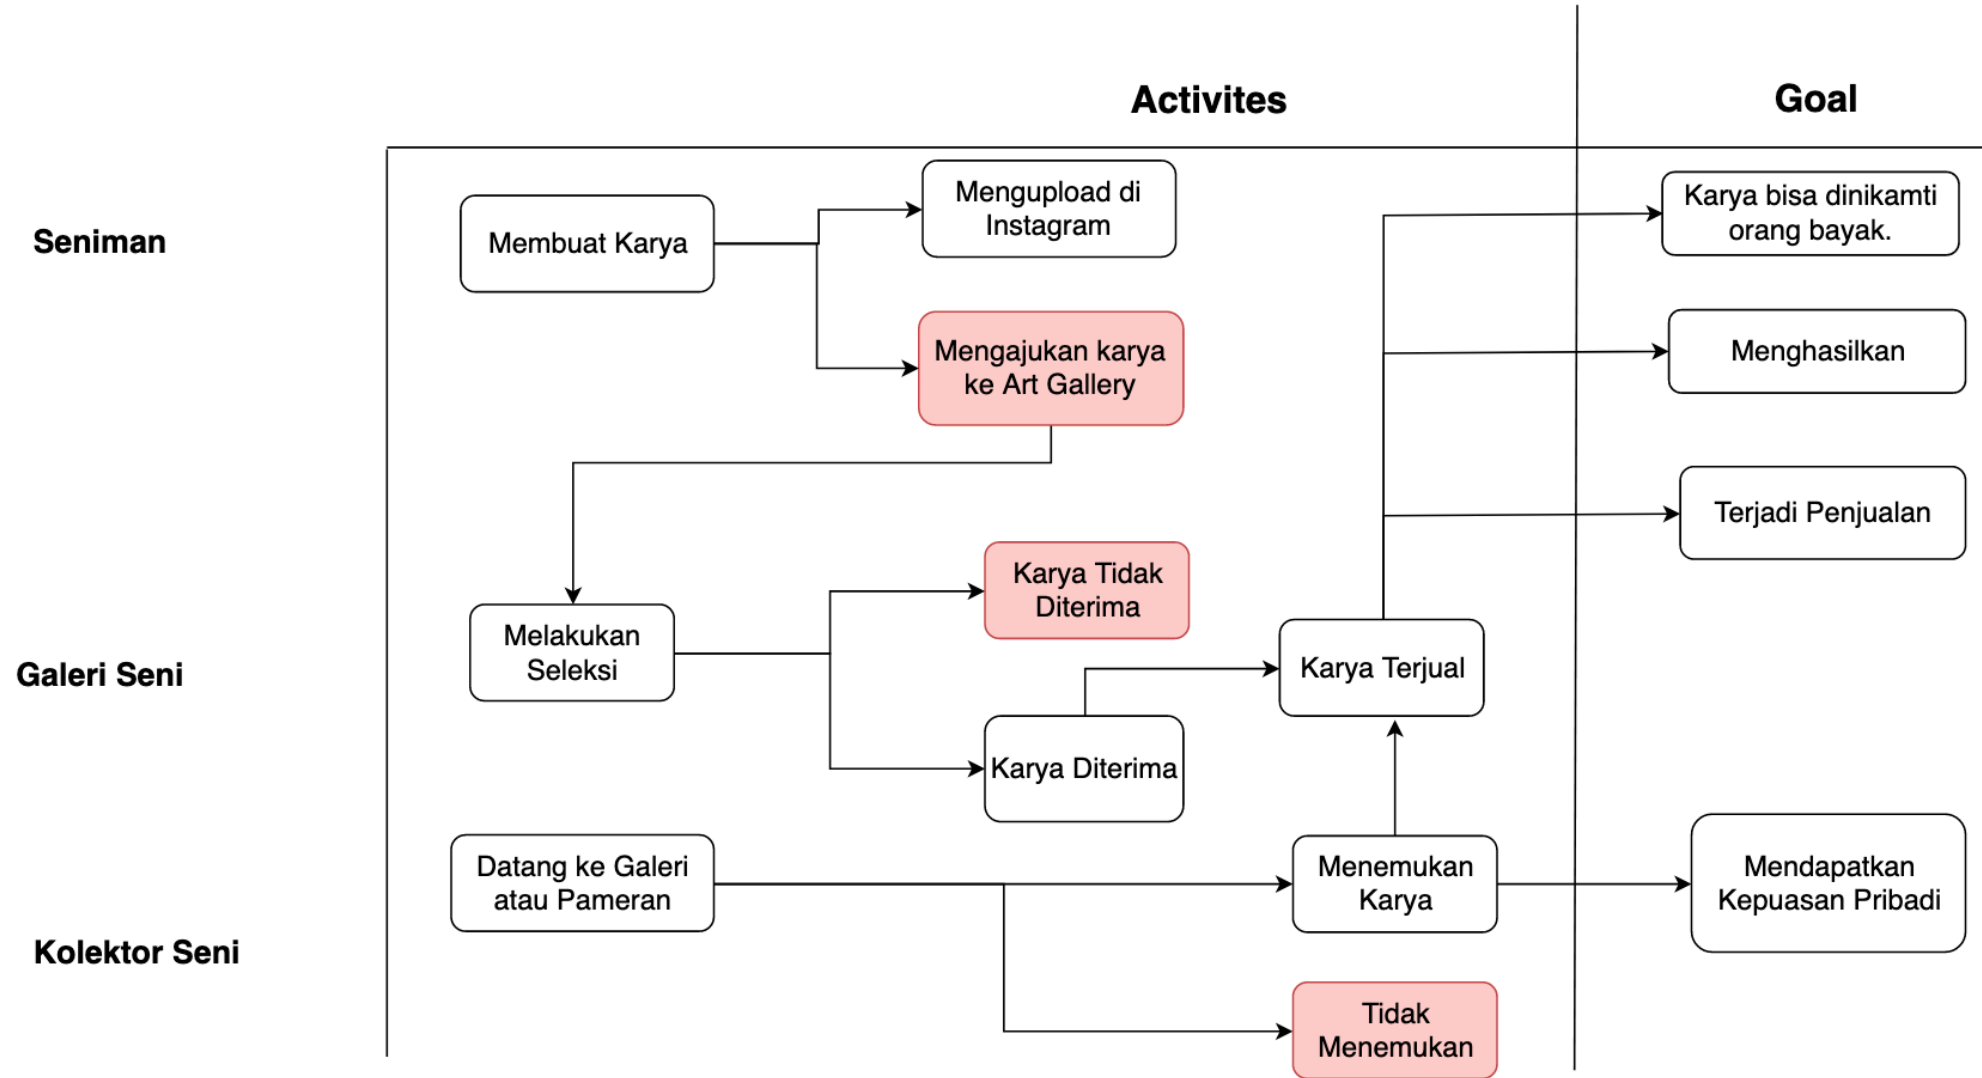 Activites
Goal
Seniman
Membuat Karya
Mengupload di
Instagram
Mengajukan karya
ke Art Gallery
Karya bisa dinikamti
orang bayak.
Menghasilkan
Terjadi Penjualan
Galeri Seni
Melakukan
Seleksi
Karya Tidak
Diterima
Karya Diterima
Karya Terjual
Kolektor Seni
Datang ke Galeri
atau Pameran
Menemukan
Karya
Tidak
Menemukan
Mendapatkan
Kepuasan Pribadi